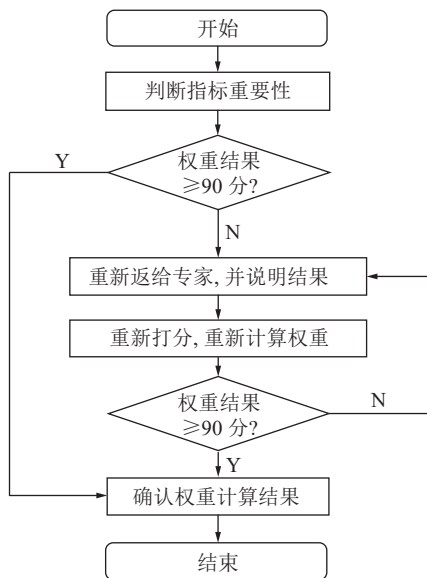 开始
判断指标重要性
权重结果
≥90 分?
Y
N
重新返给专家, 并说明结果
重新打分, 重新计算权重
权重结果
≥90 分?
N
Y
确认权重计算结果
结束